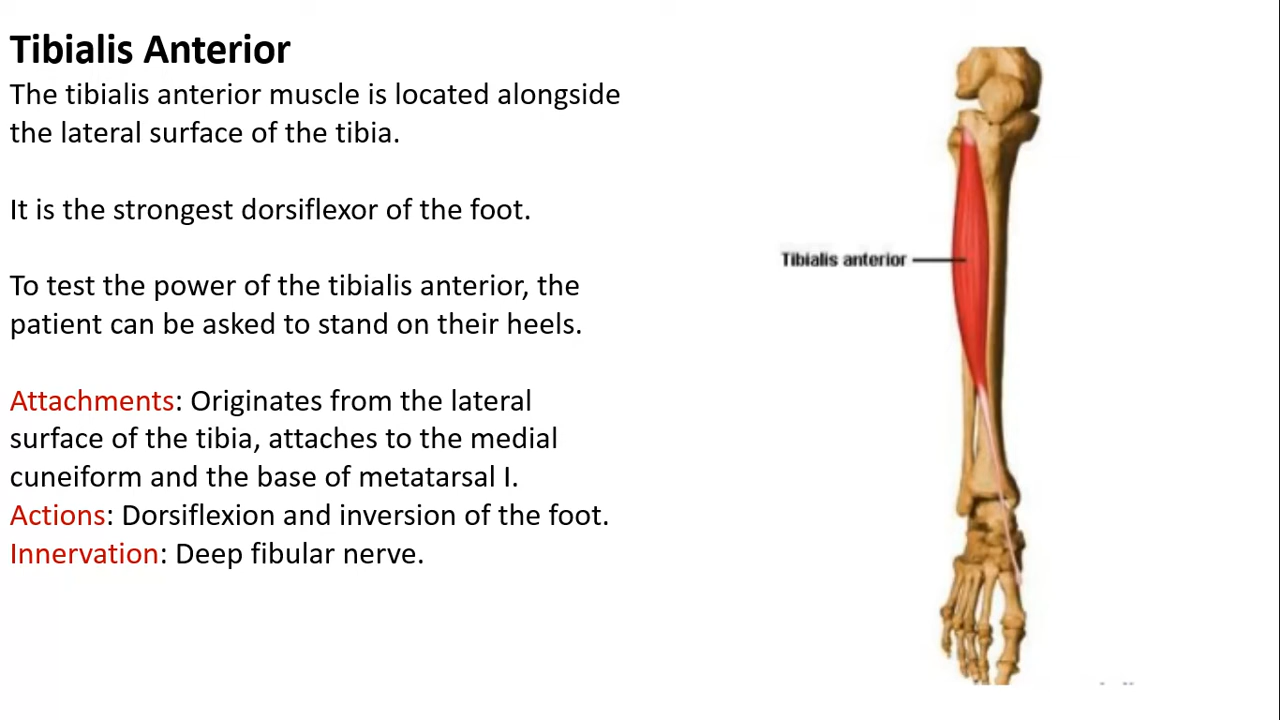 Tibialis Anterior
The tibialis anterior muscle is located alongside
the lateral surface of the tibia.
It is the strongest dorsiflexor of the foot.
To test the power of the tibialis anterior, the
patient can be asked to stand on their heels.
Attachments: Originates from the lateral
surface of the tibia, attaches to the medial
cuneiform and the base of metatarsal I.
Actions: Dorsiflexion and inversion of the foot.
Innervation: Deep fibular nerve.
Tibialis anterior